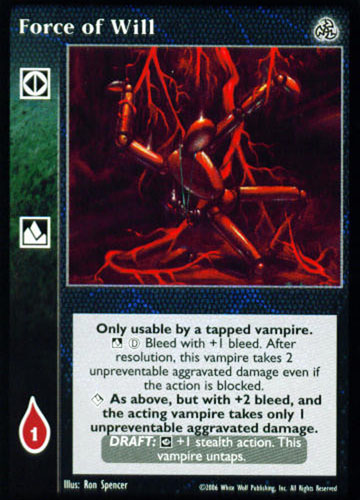 Force of Will
Only usable by a tapped vampire.
D Bleed with +1 bleed. After
resolution, this vampire takes 2
unpreventable aggravated damage even if
the action is blocked.
As above, but with +2 bleed, and
the acting vampire takes only 1
unpreventable aggravated damage.
DRAFT: +1 stealth action. This
vampire untaps.
1
Illus: Ron Spencer
©2006 White Wolf Publishing, Inc. All Rights Reserved.